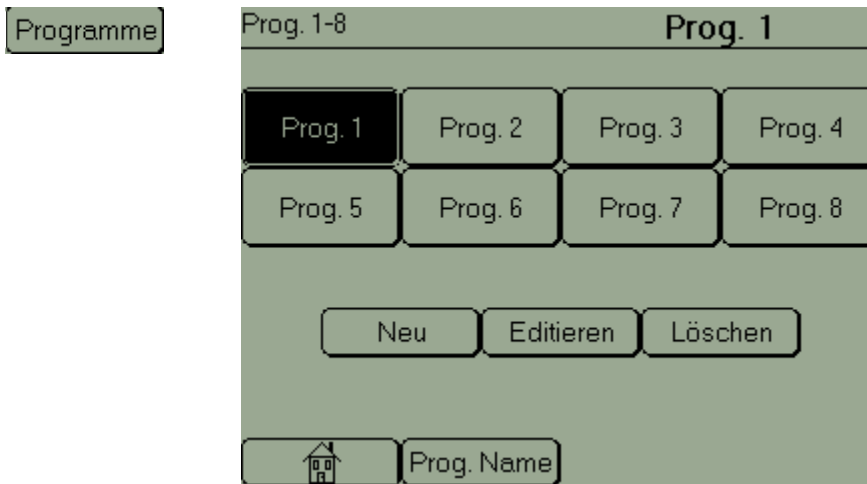 Programme
Prog. 1-8 Prog. 1
Prog. 1 Prog. 2 Prog. 3 Prog. 4
Prog. 5 Prog. 6 Prog. 7 Prog. 8
Neu Editieren Löschen
Prog. Name